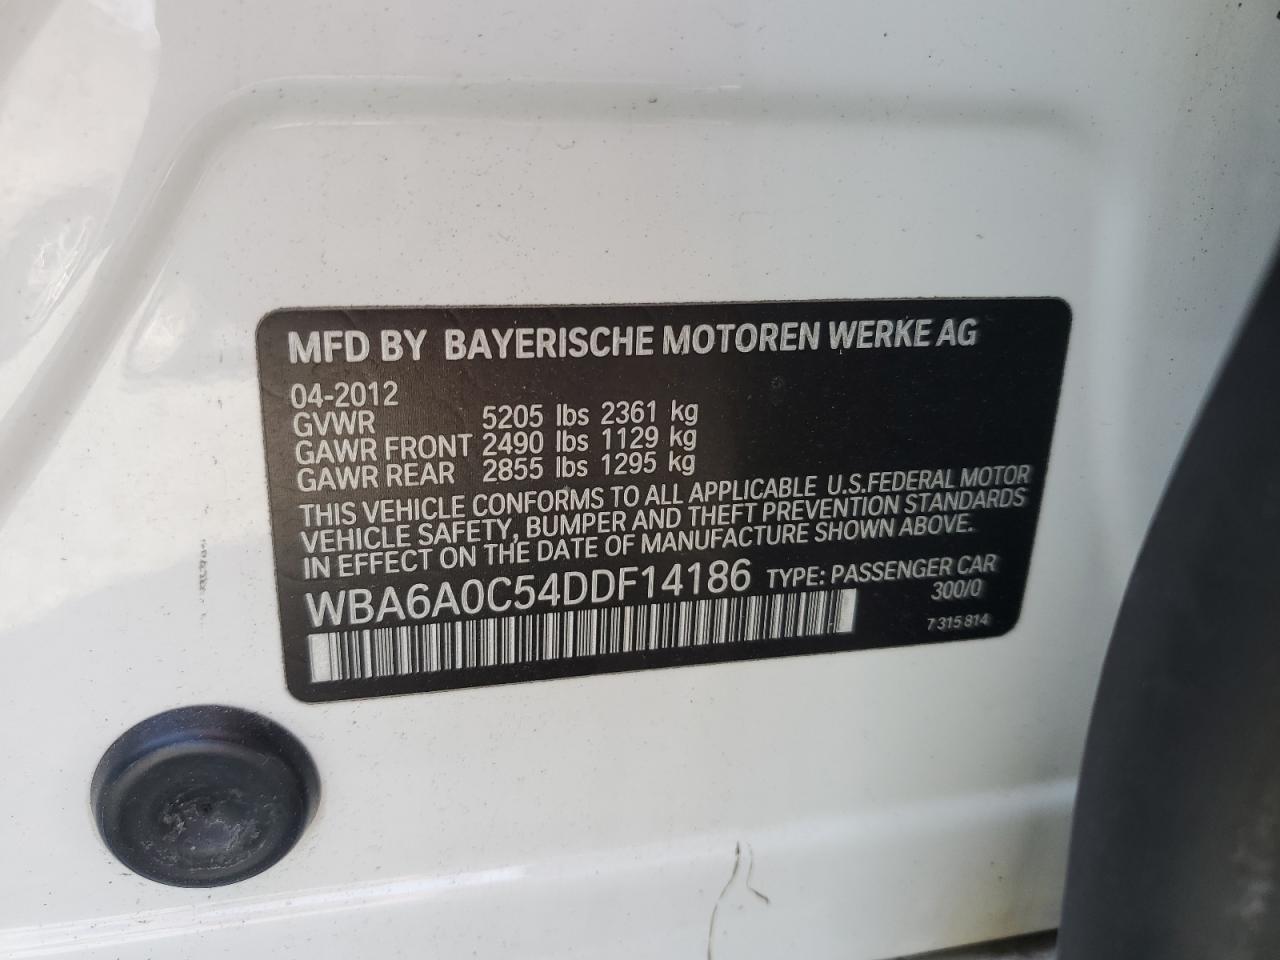 MFD BY BAYERISCHE MOTOREN WERKE AG
04-2012
GVWR 5205 lbs 2361 kg
GAWR FRONT 2490 lbs 1129 kg
GAWR REAR 2855 lbs 1295 kg
THIS VEHICLE CONFORMS TO ALL APPLICABLE U.S.FEDERAL MOTOR
VEHICLE SAFETY, BUMPER AND THEFT PREVENTION STANDARDS
IN EFFECT ON THE DATE OF MANUFACTURE SHOWN ABOVE.
WBA6A0C54DDF14186 TYPE: PASSENGER CAR
300/0
7 315 814